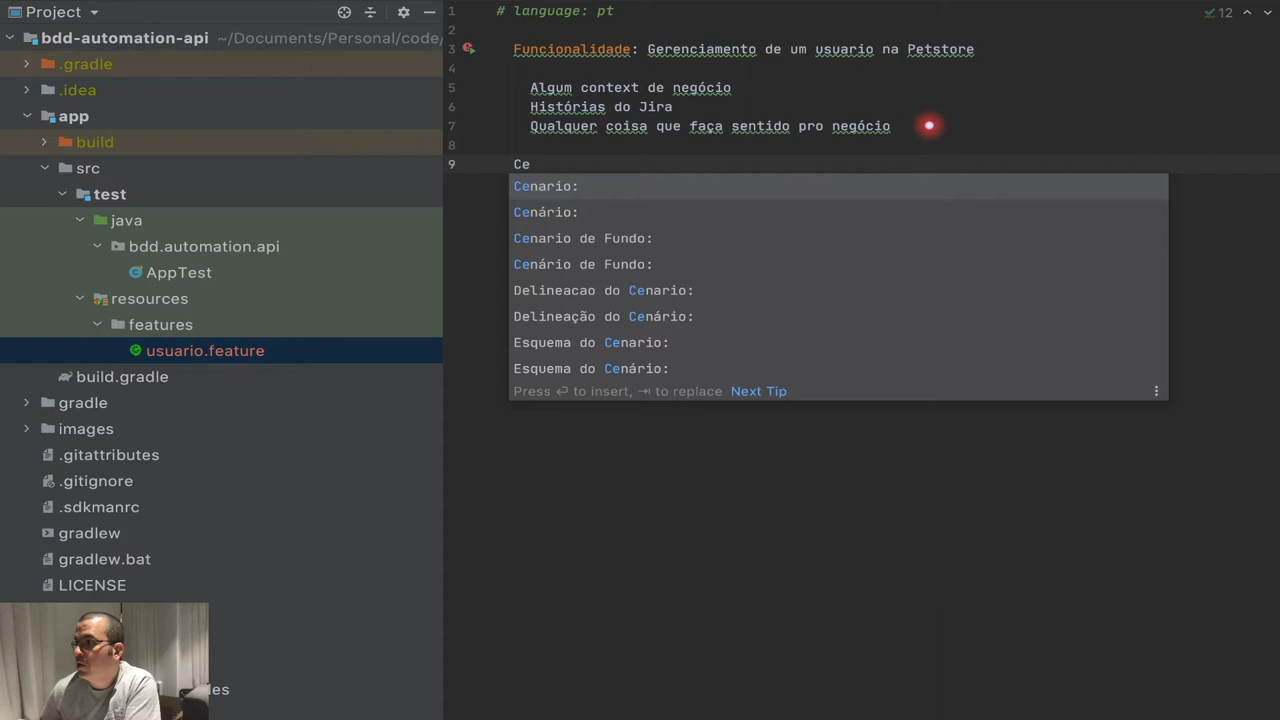 Project
bdd-automation-api ~/Documents/Personal/code/
.gradle
.idea
app
build
src
test
java
bdd.automation.api
AppTest
resources
features
usuario.feature
build.gradle
gradle
images
.gitattributes
.gitignore
.sdkmanrc
gradlew
gradlew.bat
LICENSE
es
1 # language: pt
2
3 Funcionalidade: Gerenciamento de um usuario na Petstore
4
5 Algum context de negócio
6 Histórias do Jira
7 Qualquer coisa que faça sentido pro negócio
8
9 Ce
Cenario:
Cenário:
Cenario de Fundo:
Cenário de Fundo:
Delineacao do Cenario:
Delineação do Cenário:
Esquema do Cenario:
Esquema do Cenário:
Press ⏎ to insert, ⇥ to replace Next Tip
12